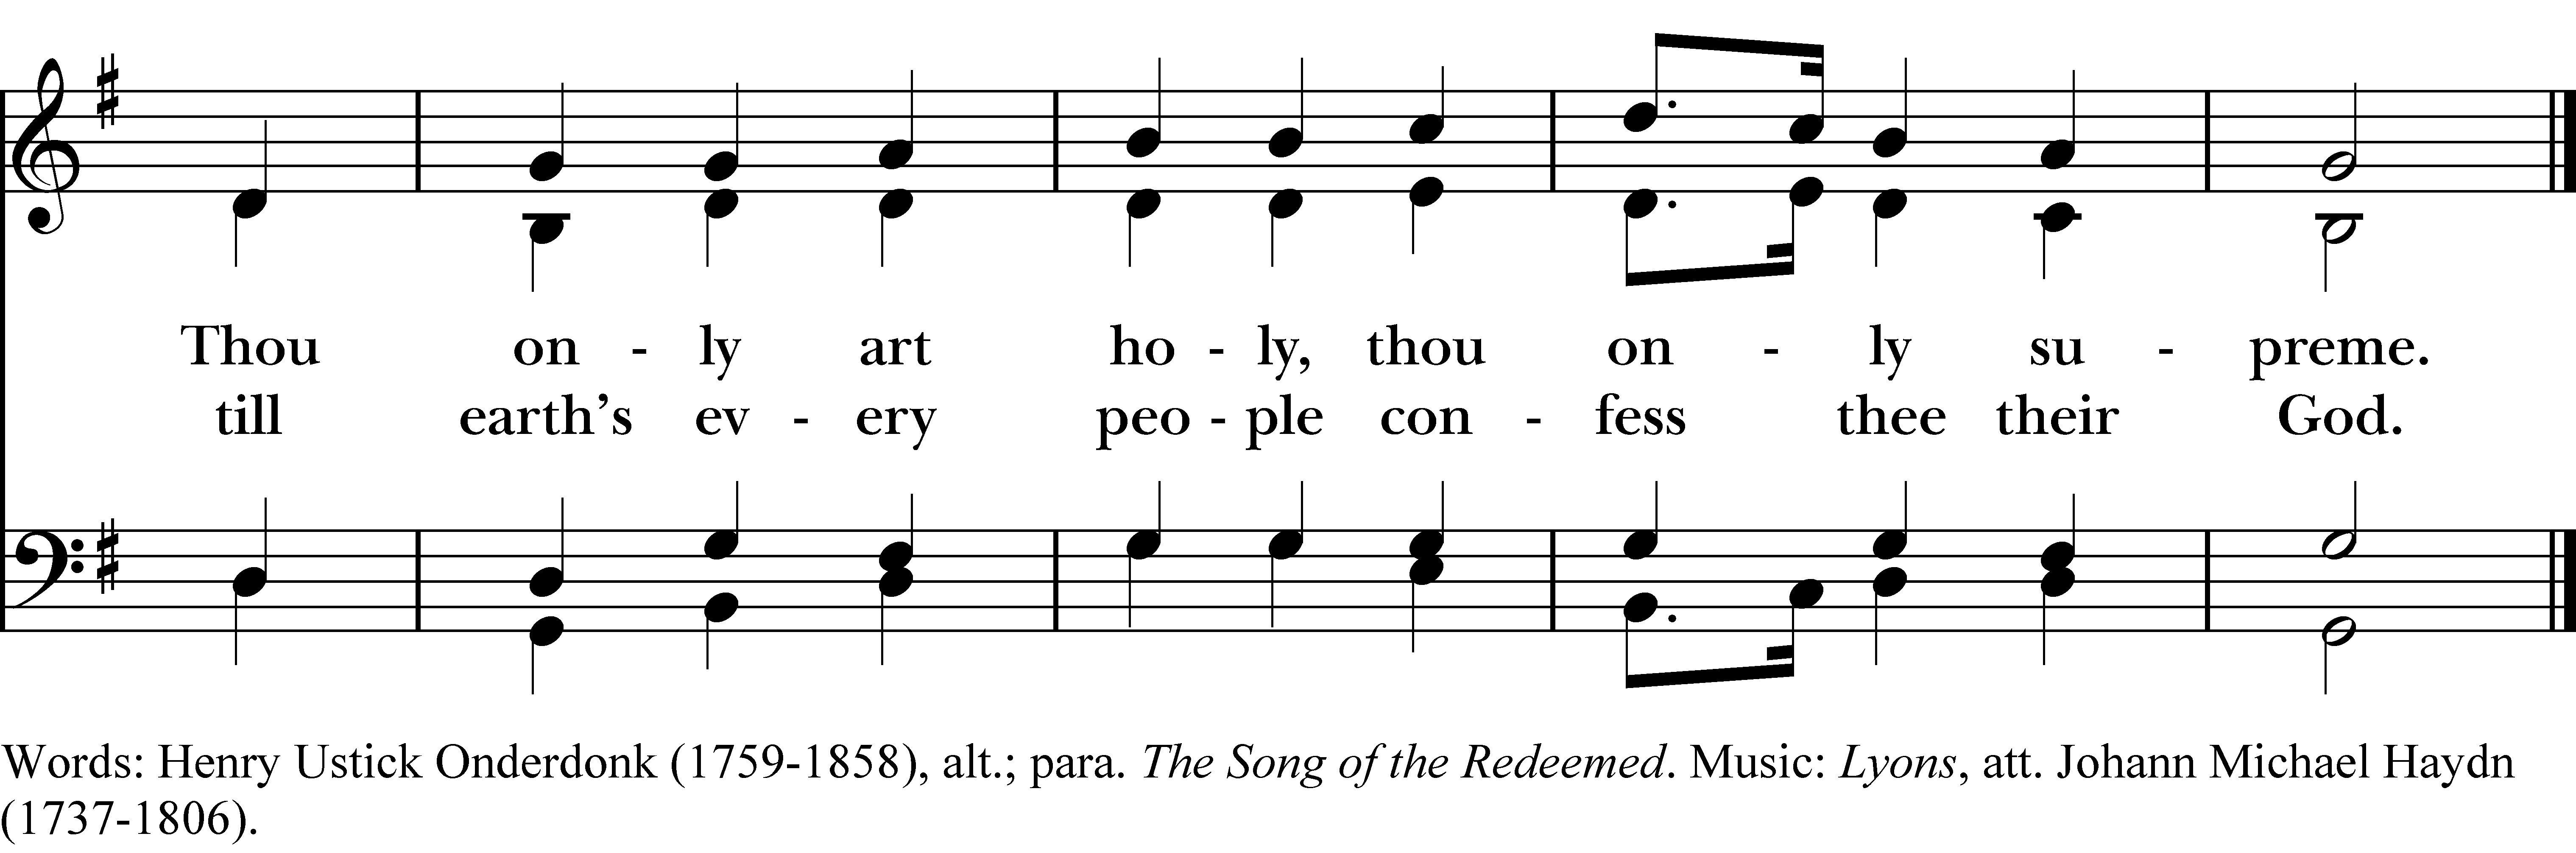 Thou on - ly art ho - ly, thou on - ly su - preme.
till earth's ev - ery peo - ple con - fess thee their God.
Words: Henry Ustick Onderdonk (1759-1858), alt.; para. The Song of the Redeemed. Music: Lyons, att. Johann Michael Haydn
(1737-1806).